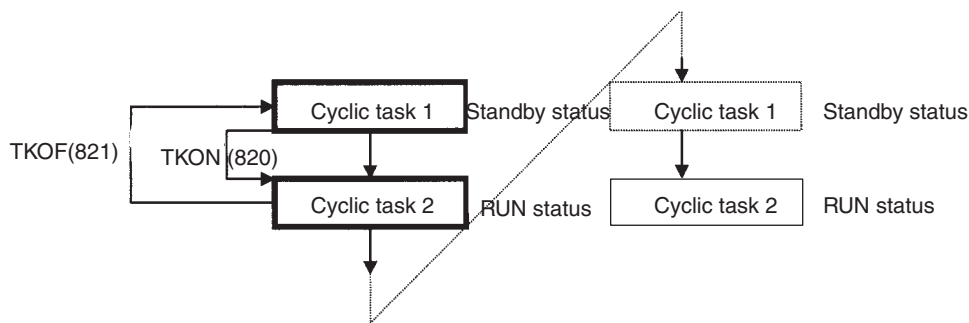 Cyclic task 1 Standby status
Cyclic task 1 Standby status
TKOF(821)
TKON (820)
Cyclic task 2 RUN status
Cyclic task 2 RUN status